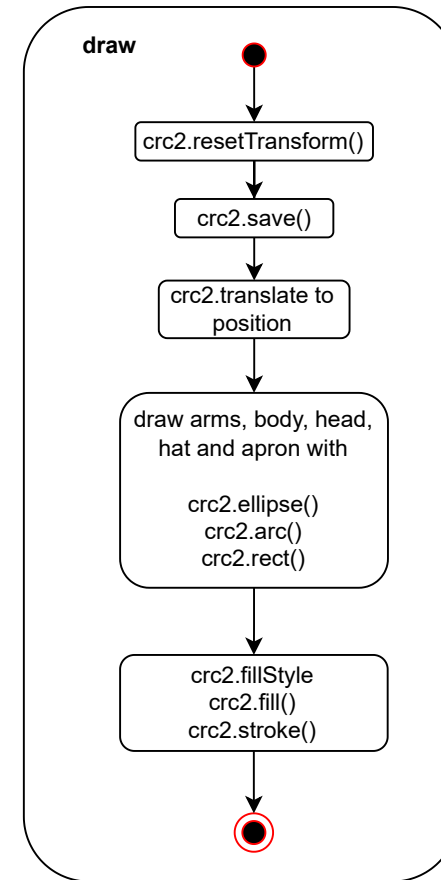 draw
crc2.resetTransform()
crc2.save()
crc2.translate to
position
draw arms, body, head,
hat and apron with
crc2.ellipse()
crc2.arc()
crc2.rect()
crc2.fillStyle
crc2.fill()
crc2.stroke()